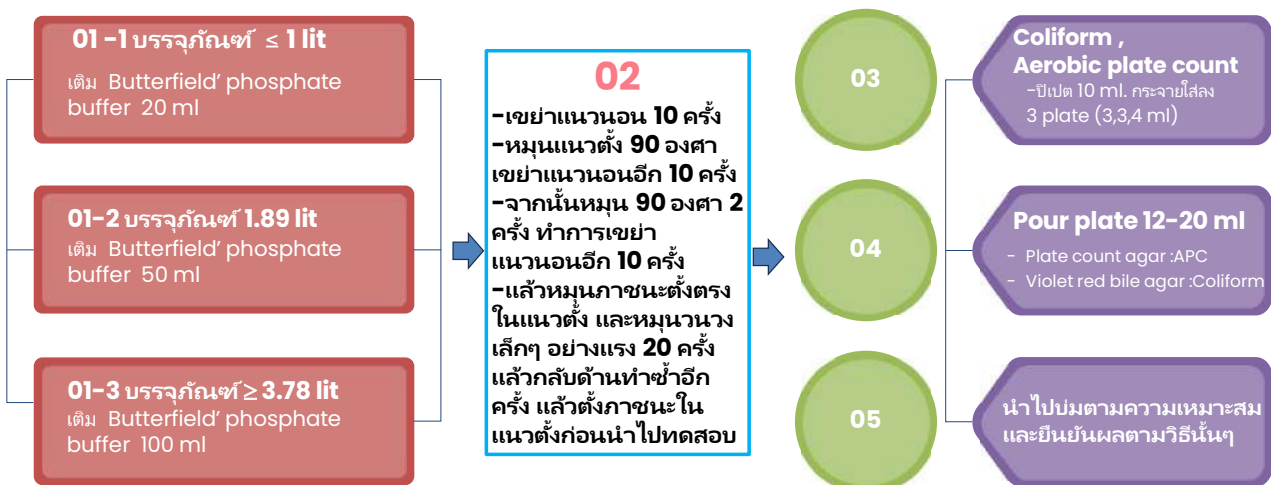 01 -1 บรรจุภัณฑ์ ≤ 1 lit
เติม Butterfield' phosphate
buffer 20 ml
01-2 บรรจุภัณฑ์ 1.89 lit
เติม Butterfield' phosphate
buffer 50 ml
01-3 บรรจุภัณฑ์ ≥ 3.78 lit
เติม Butterfield' phosphate
buffer 100 ml
02
-เขย่าแนวนอน 10 ครั้ง
-หมุนแนวตั้ง 90 องศา
เขย่าแนวนอนอีก 10 ครั้ง
-จากนั้นหมุน 90 องศา 2
ครั้ง ทำการเขย่า
แนวนอนอีก 10 ครั้ง
-แล้วหมุนภาชนะตั้งตรง
ในแนวตั้ง และหมุนวนวง
เล็กๆ อย่างแรง 20 ครั้ง
แล้วกลับด้านทำซ้ำอีก
ครั้ง แล้วตั้งภาชนะใน
แนวตั้งก่อนนำไปทดสอบ
03
Coliform ,
Aerobic plate count
-ปิเปต 10 ml. กระจายใส่ลง
3 plate (3,3,4 ml)
04
Pour plate 12-20 ml
- Plate count agar :APC
- Violet red bile agar :Coliform
05
นำไปบ่มตามความเหมาะสม
และยืนยันผลตามวิธีนั้นๆ